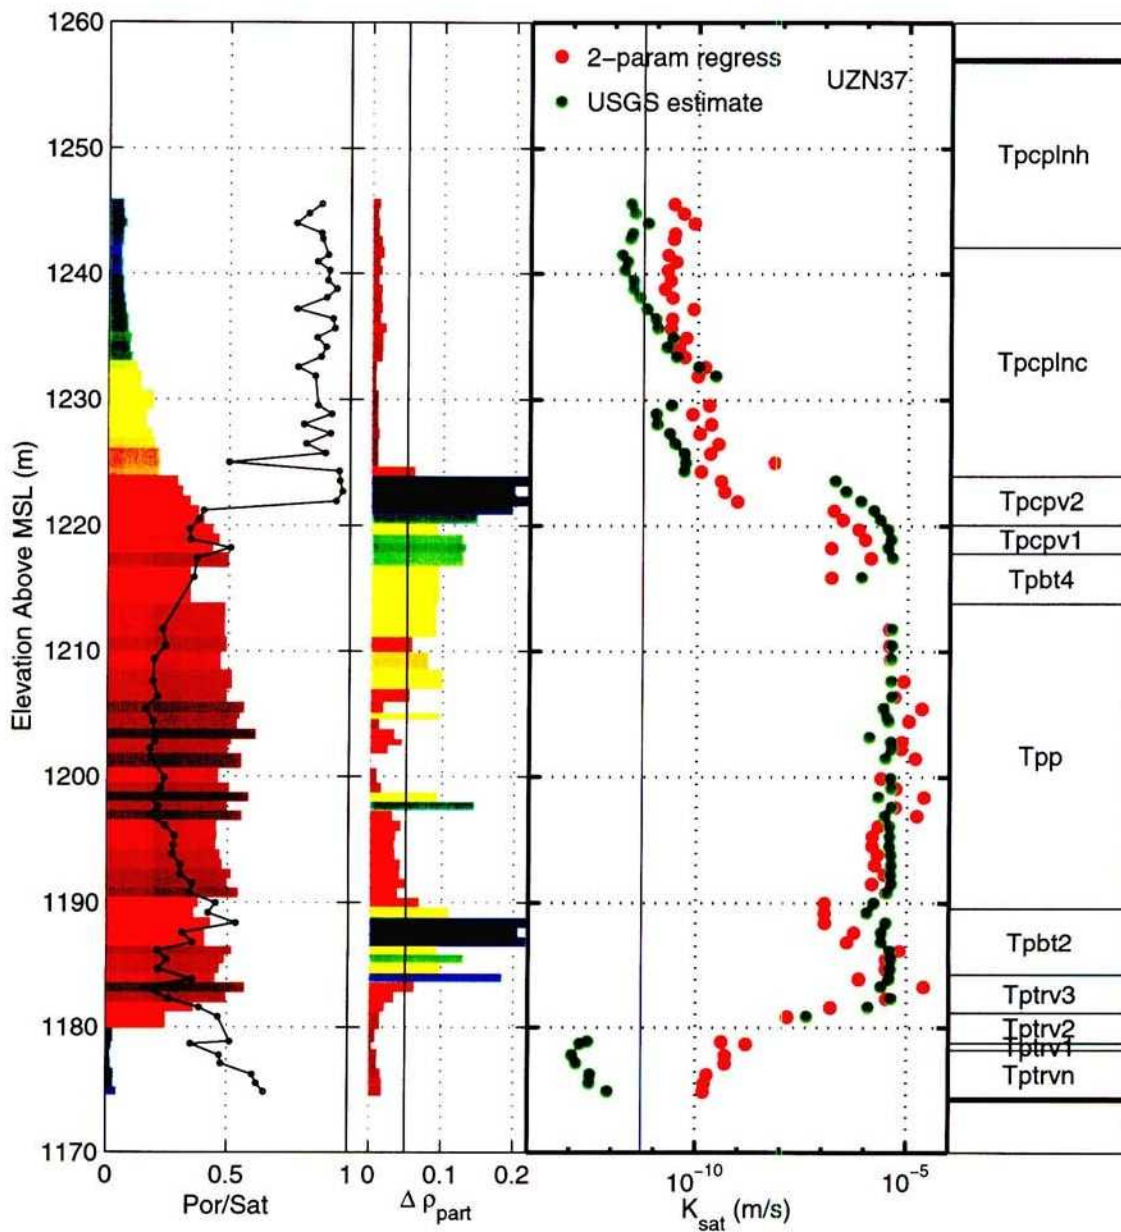 1260
1250
1240
1230
1220
1210
1200
1190
1180
1170
Elevation Above MSL (m)
0 0.5 1
Por/Sat
0 0.1 0.2
Δ ρpart
2-param regress
USGS estimate
UZN37
10-10 10-5
Ksat (m/s)
Tpcplnh
Tpcplnc
Tpcpv2
Tpcpv1
Tpbt4
Tpp
Tpbt2
Tptrv3
Tptrv2
Tptrv1
Tptrvn